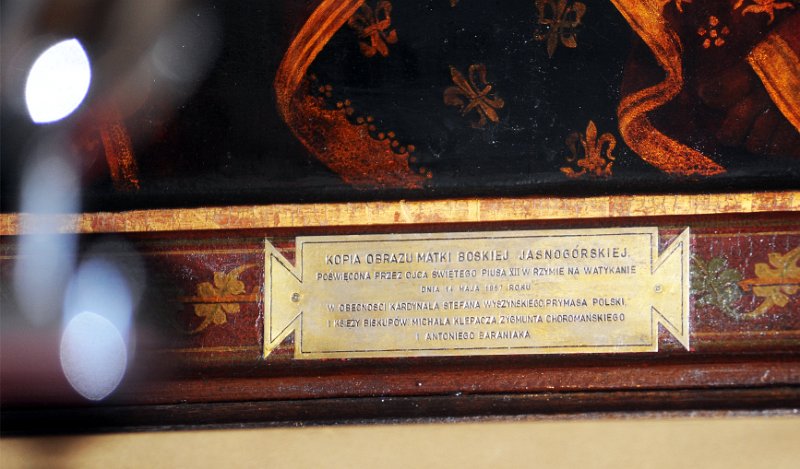 KOPIA OBRAZU MATKI BOSKIEJ JASNOGÓRSKIEJ,
POŚWIĘCONA PRZEZ OJCA ŚWIĘTEGO PIUSA XII W RZYMIE NA WATYKANIE
DNIA 14 MAJA 1957 ROKU
W OBECNOŚCI KARDYNAŁA STEFANA WYSZYŃSKIEGO, PRYMASA POLSKI,
I KSIĘŻY BISKUPÓW MICHAŁA KLEPACZA ZYGMUNTA CHOROMAŃSKIEGO
I ANTONIEGO BARANIAKA